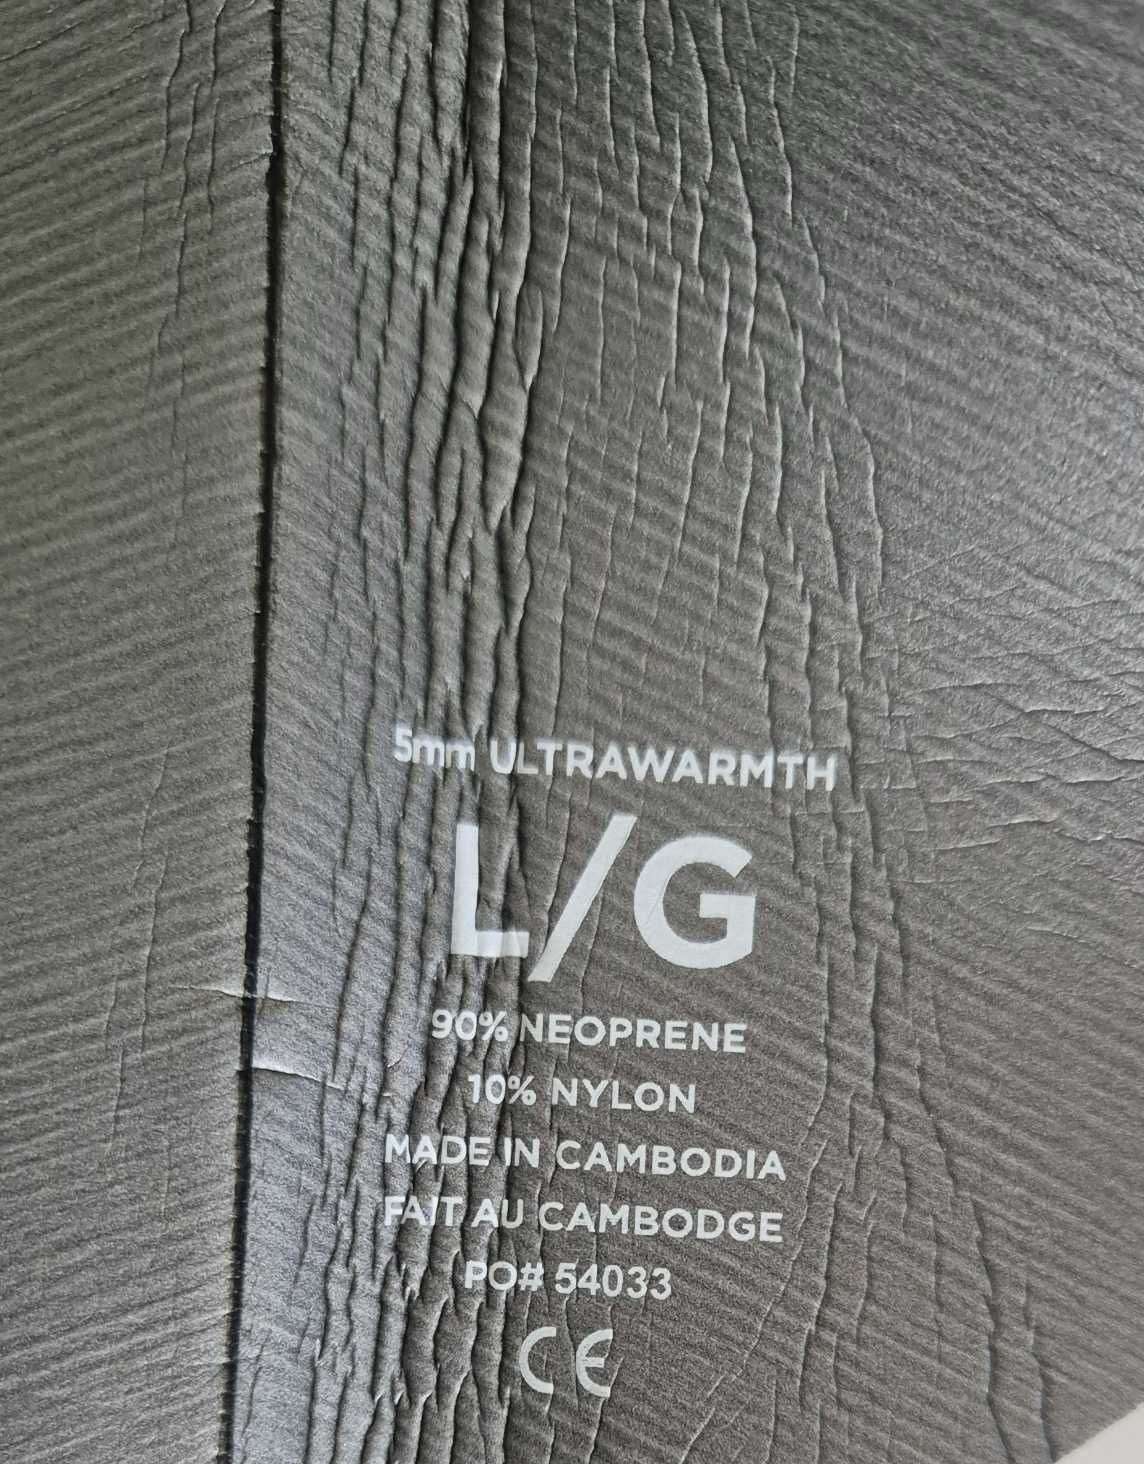 5mm ULTRAWARMTH
L/G
90% NEOPRENE
10% NYLON
MADE IN CAMBODIA
FAIT AU CAMBODGE
PO# 54033
CE